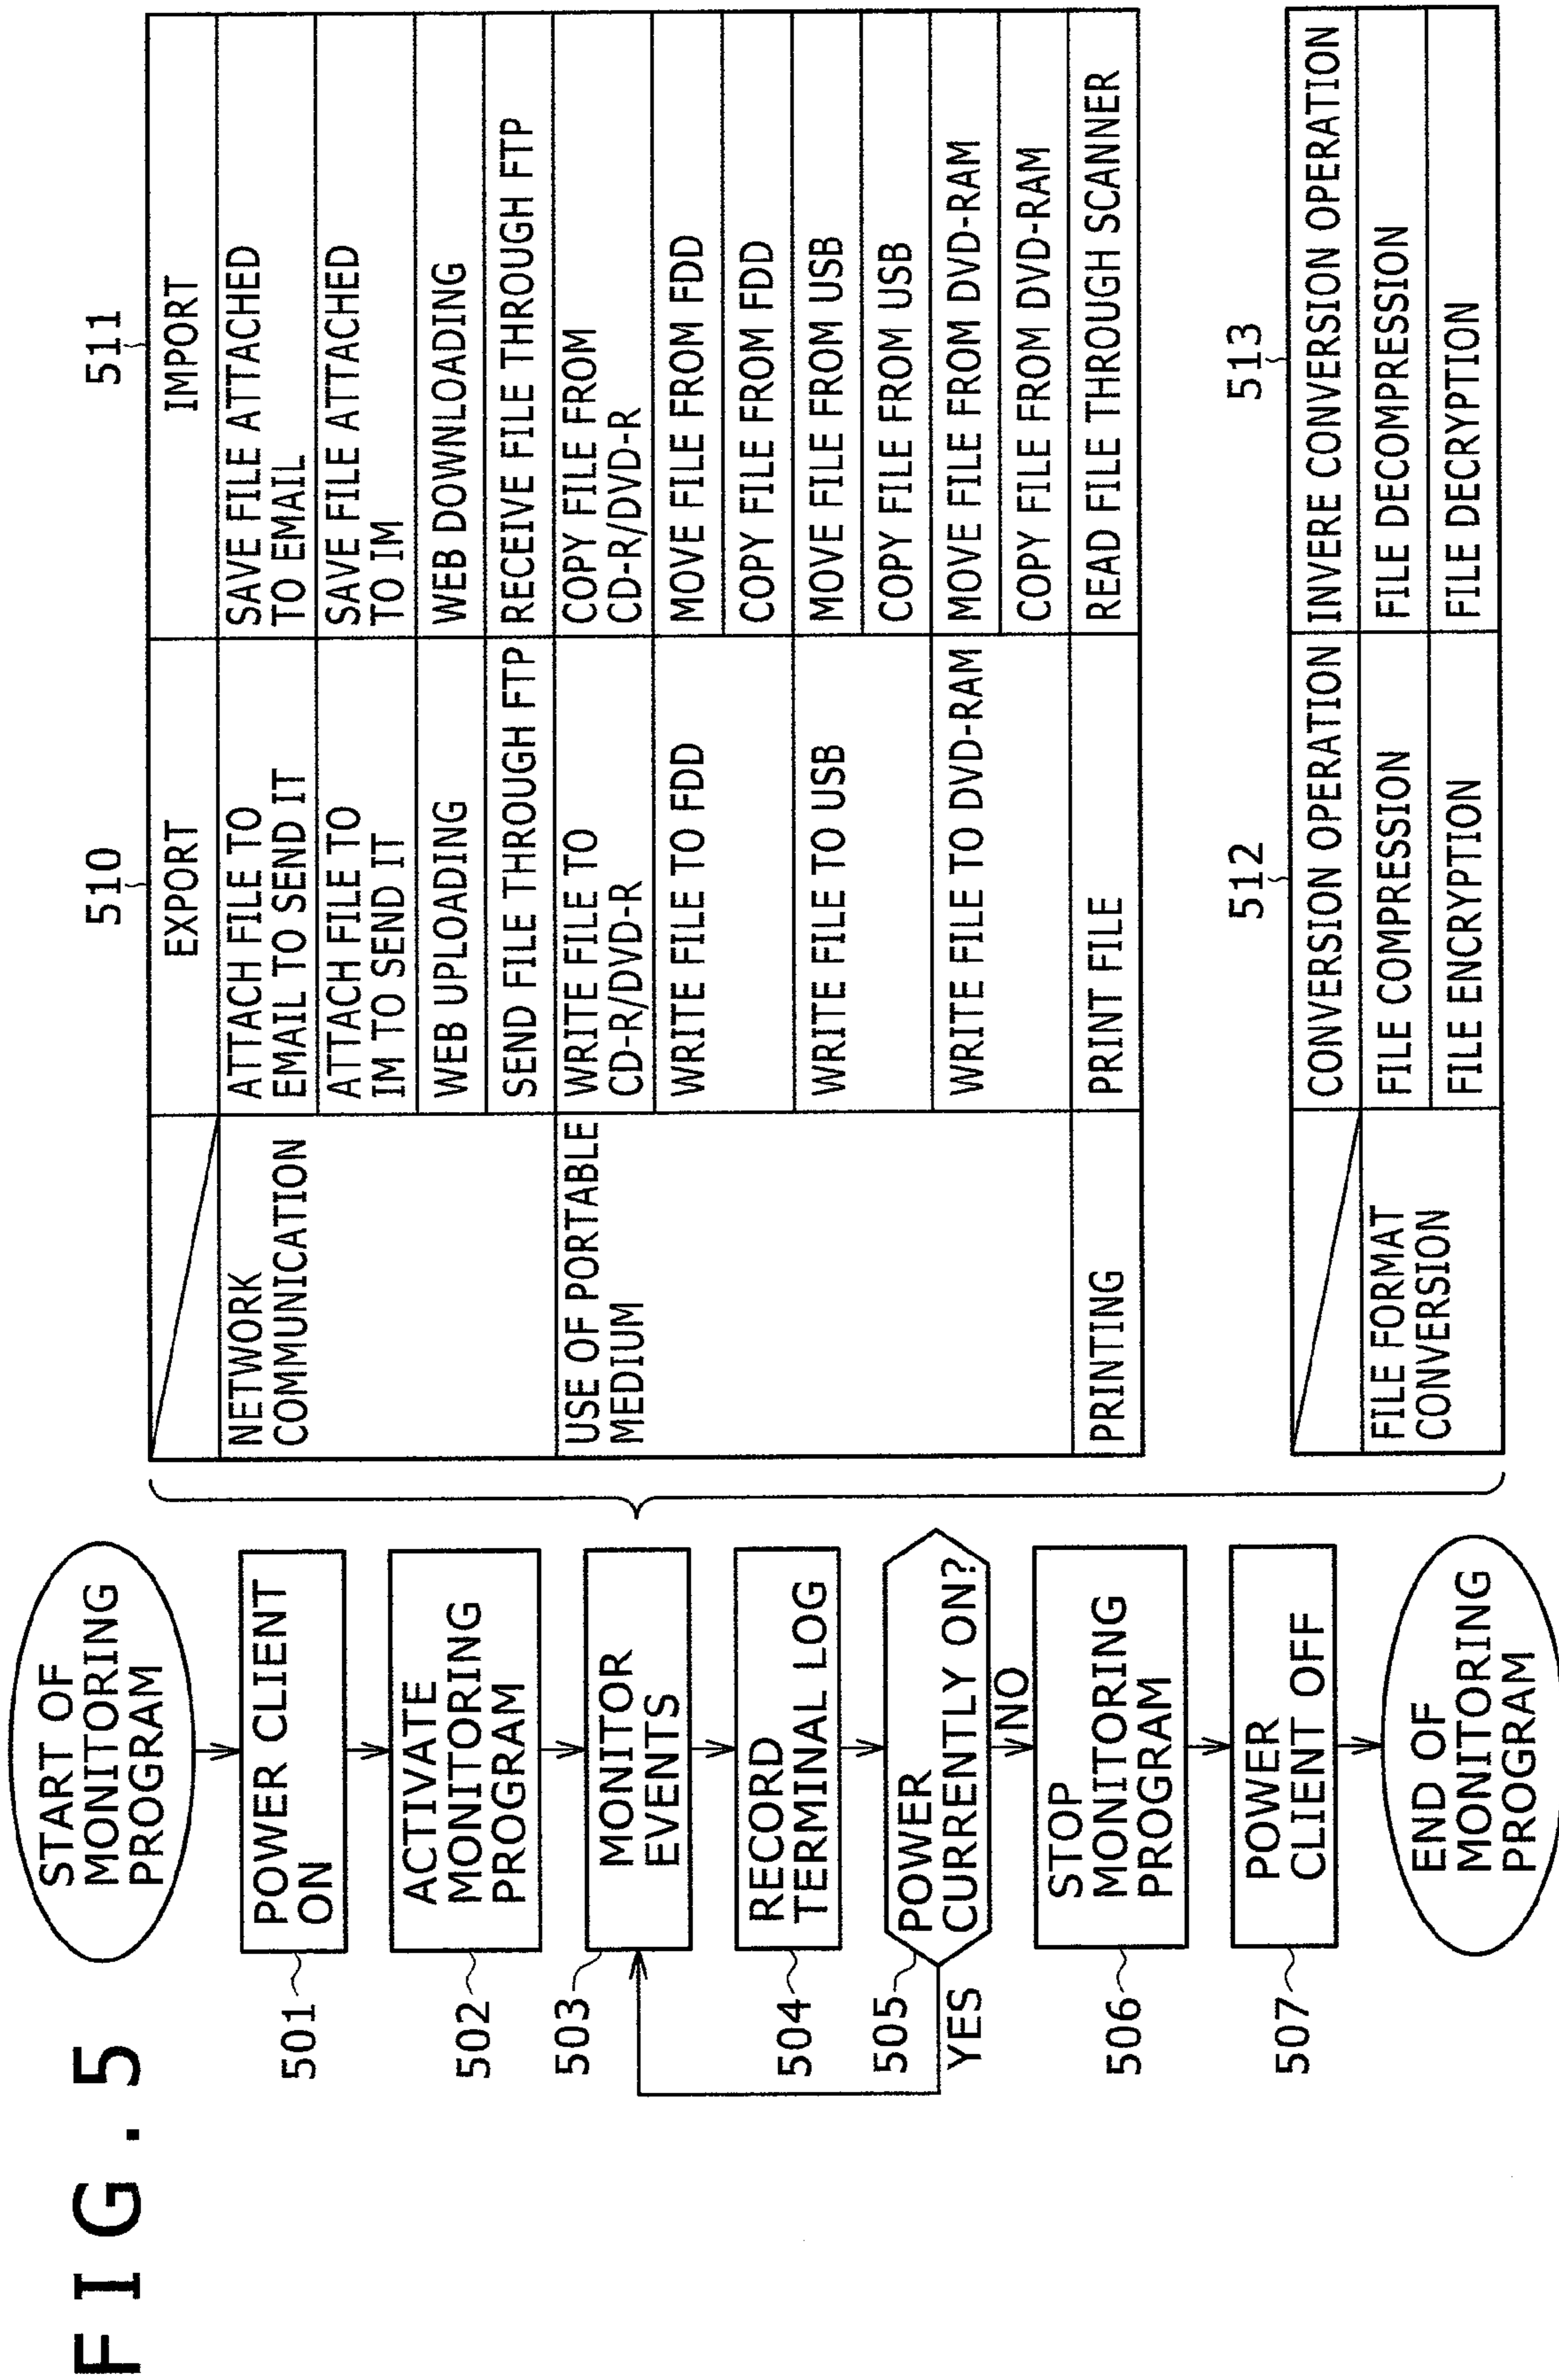 FIG. 5
START OF
MONITORING
PROGRAM
501
POWER CLIENT
ON
502
ACTIVATE
MONITORING
PROGRAM
503
MONITOR
EVENTS
504
RECORD
TERMINAL LOG
505
POWER
CURRENTLY ON?
YES
NO
506
STOP
MONITORING
PROGRAM
507
POWER
CLIENT OFF
END OF
MONITORING
PROGRAM
510
511
EXPORT
IMPORT
NETWORK
COMMUNICATION
ATTACH FILE TO
EMAIL TO SEND IT
SAVE FILE ATTACHED
TO EMAIL
ATTACH FILE TO
IM TO SEND IT
SAVE FILE ATTACHED
TO IM
WEB UPLOADING
WEB DOWNLOADING
SEND FILE THROUGH FTP
RECEIVE FILE THROUGH FTP
USE OF PORTABLE
MEDIUM
WRITE FILE TO
CD-R/DVD-R
COPY FILE FROM
CD-R/DVD-R
WRITE FILE TO FDD
MOVE FILE FROM FDD
COPY FILE FROM FDD
WRITE FILE TO USB
MOVE FILE FROM USB
COPY FILE FROM USB
WRITE FILE TO DVD-RAM
MOVE FILE FROM DVD-RAM
COPY FILE FROM DVD-RAM
PRINTING
PRINT FILE
READ FILE THROUGH SCANNER
512
513
CONVERSION OPERATION
INVERE CONVERSION OPERATION
FILE FORMAT
CONVERSION
FILE COMPRESSION
FILE DECOMPRESSION
FILE ENCRYPTION
FILE DECRYPTION